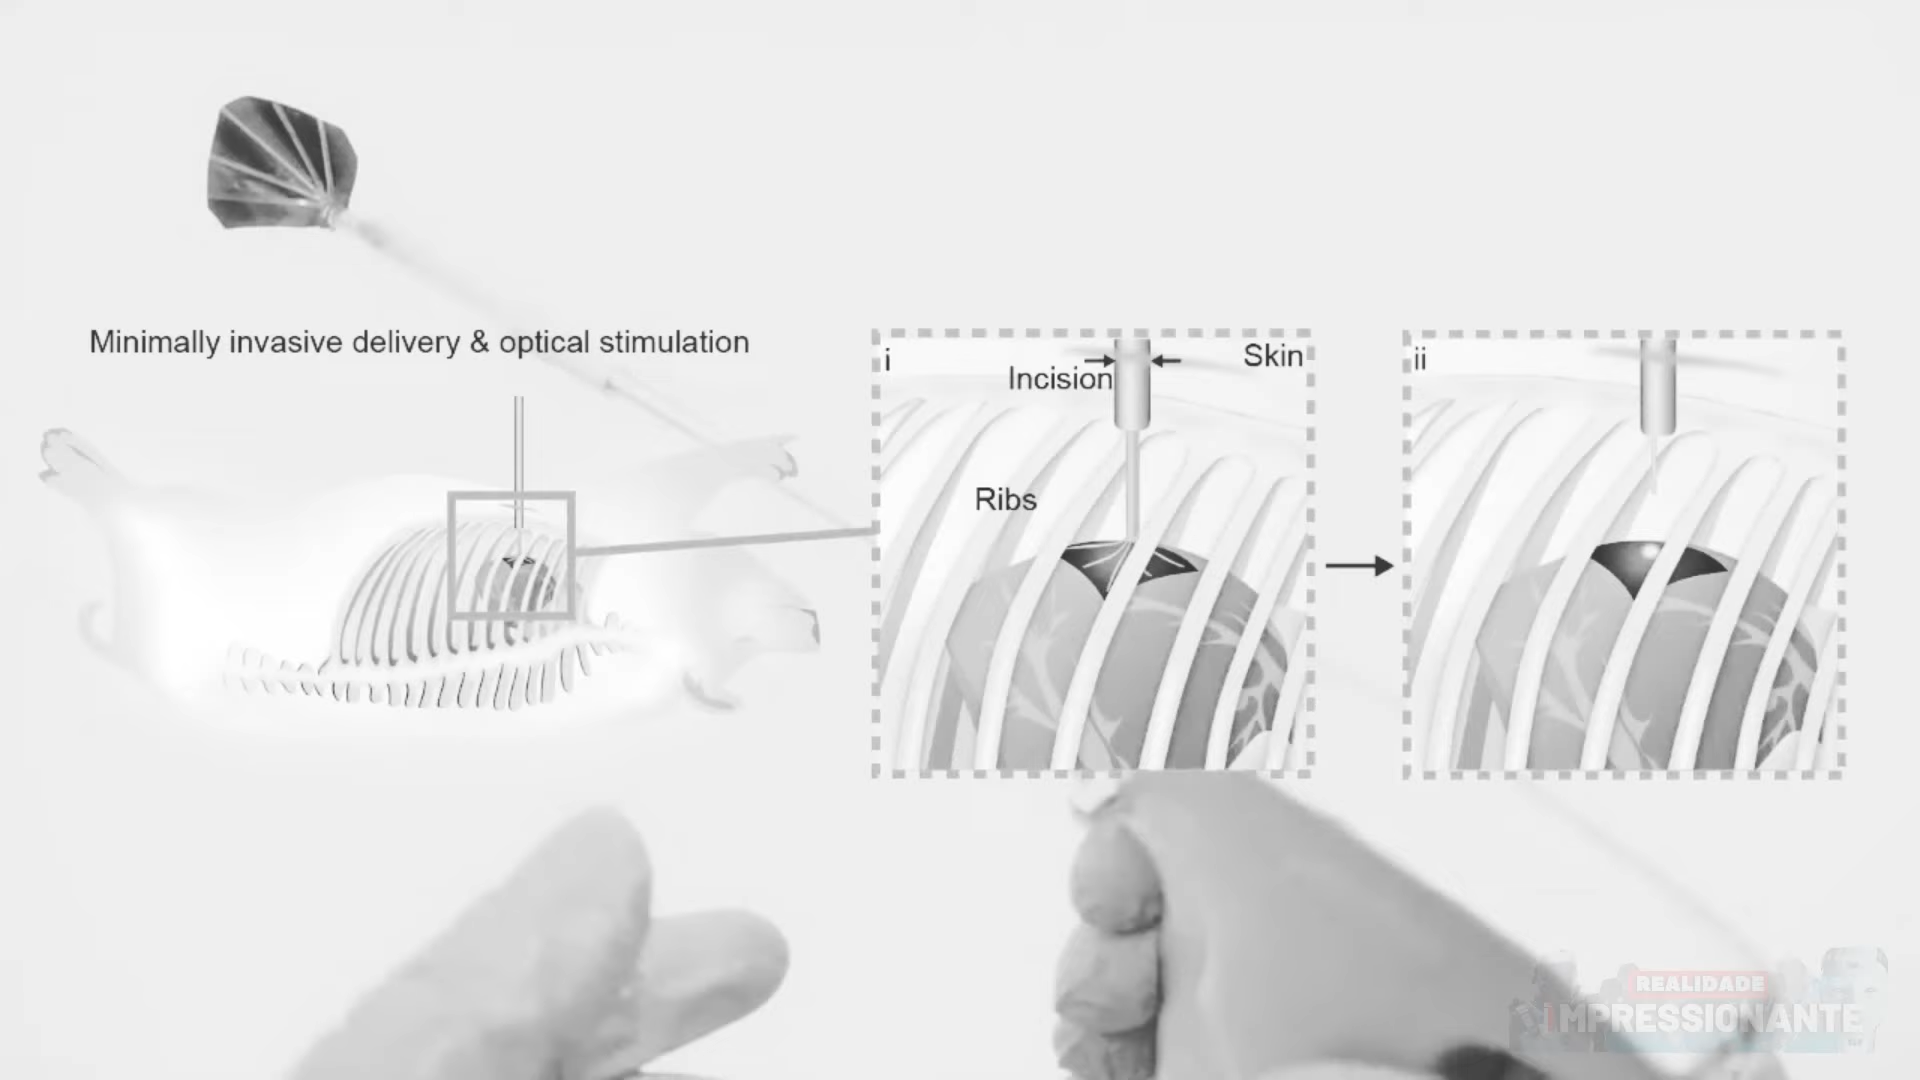 Minimally invasive delivery & optical stimulation
i
Incision
Skin
Ribs
ii
REALIDADE
IMPRESSIONANTE